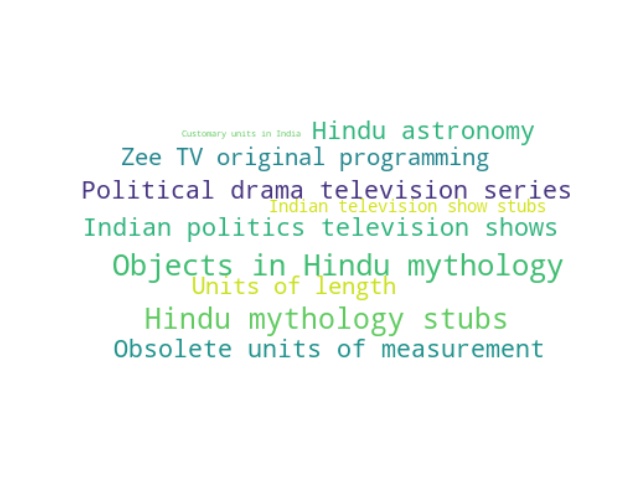 Customary units in India
Hindu astronomy
Zee TV original programming
Political drama television series
Indian television show stubs
Indian politics television shows
Objects in Hindu mythology
Units of length
Hindu mythology stubs
Obsolete units of measurement